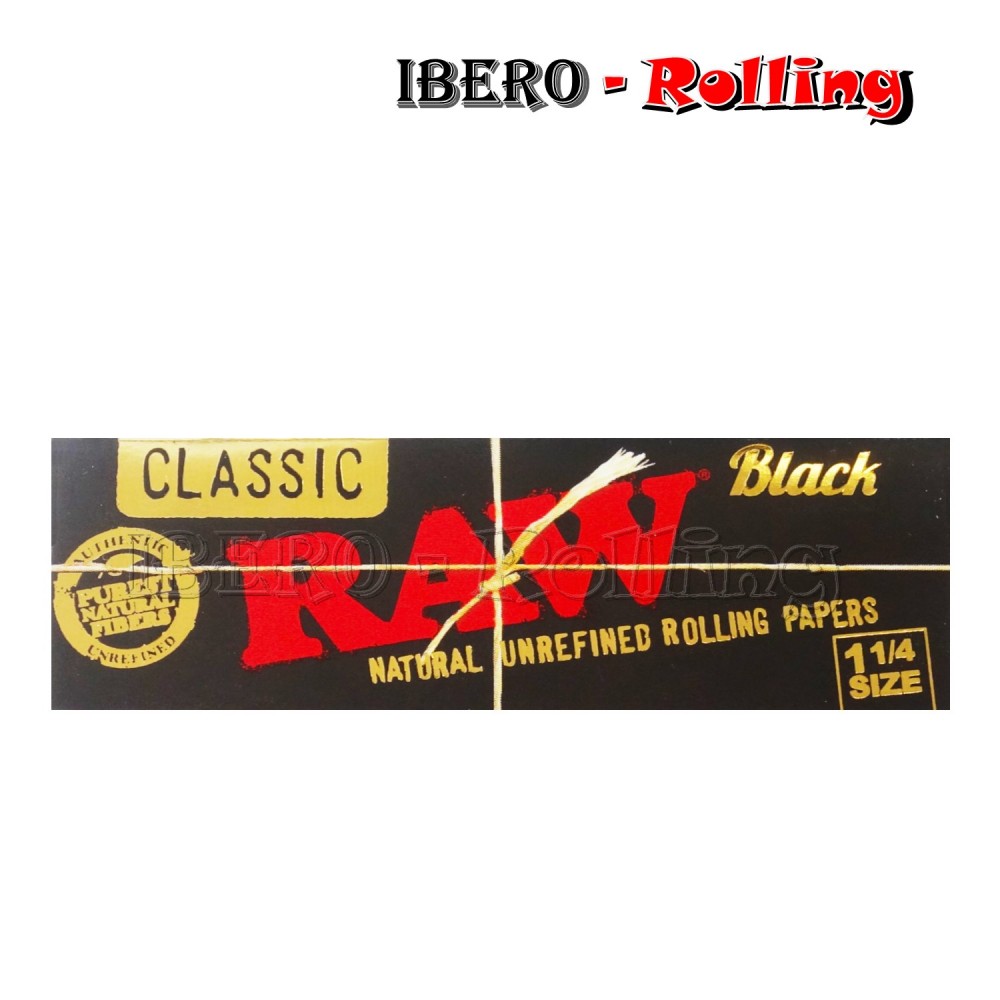 IBERO - Rolling
CLASSIC
Black
RAW®
IBERO - Rolling
AUTHENTIC
PUREST
NATURAL
FIBERS
UNREFINED
NATURAL UNREFINED ROLLING PAPERS
1 1/4
SIZE